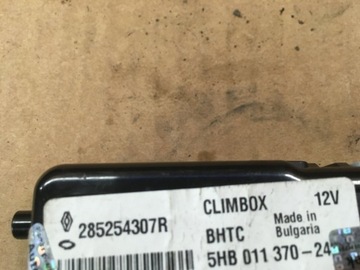 CLIMBOX 12V
285254307R BHTC Made in Bulgaria
5HB 011 370-24